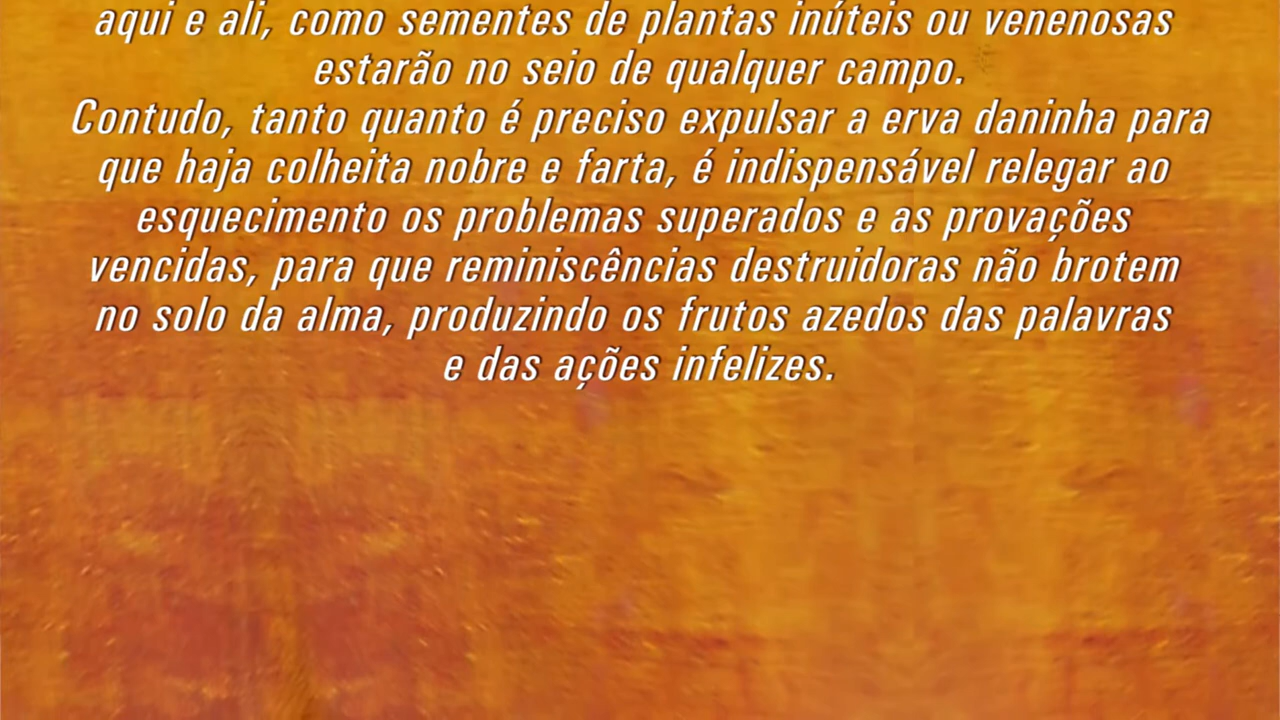 aqui e ali, como sementes de plantas inúteis ou venenosas
estarão no seio de qualquer campo.
Contudo, tanto quanto é preciso expulsar a erva daninha para
que haja colheita nobre e farta, é indispensável relegar ao
esquecimento os problemas superados e as provações
vencidas, para que reminiscências destruidoras não brotem
no solo da alma, produzindo os frutos azedos das palavras
e das ações infelizes.